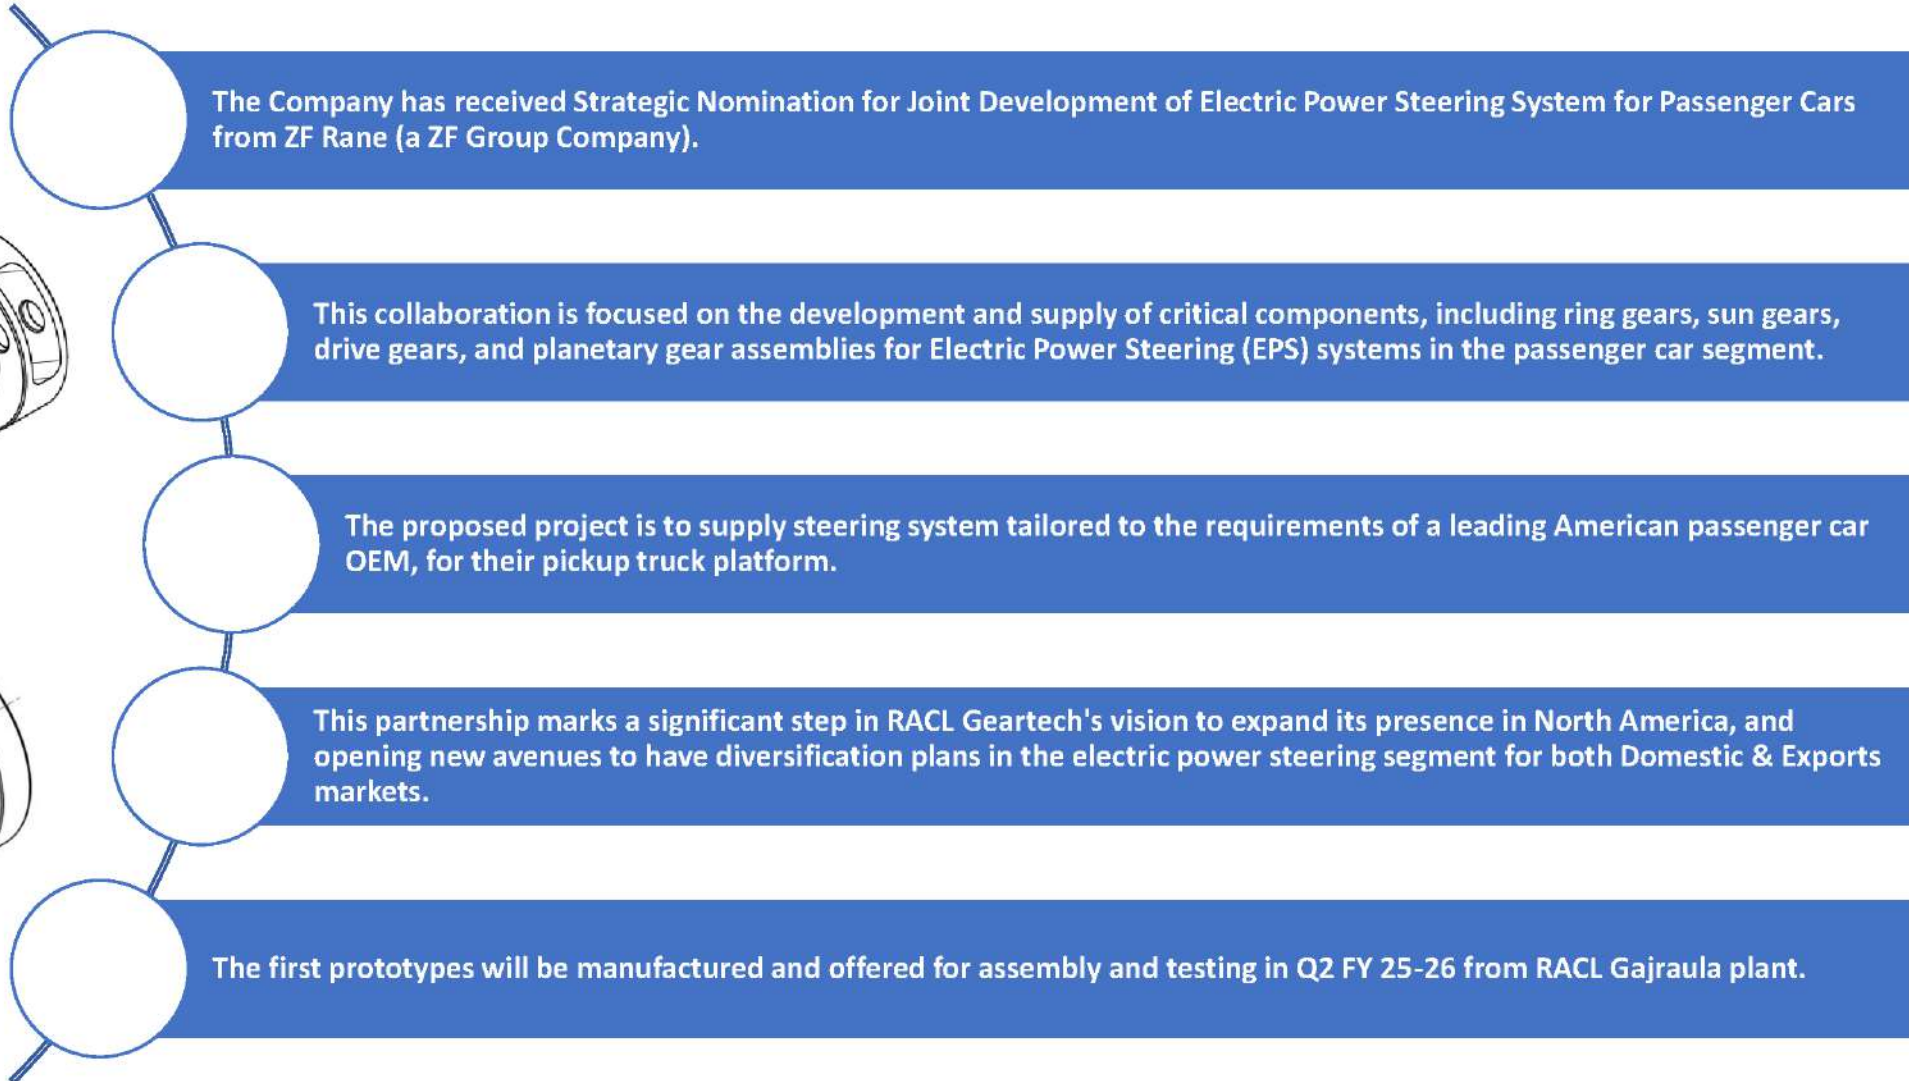 The Company has received Strategic Nomination for Joint Development of Electric Power Steering System for Passenger Cars
from ZF Rane (a ZF Group Company).
This collaboration is focused on the development and supply of critical components, including ring gears, sun gears,
drive gears, and planetary gear assemblies for Electric Power Steering (EPS) systems in the passenger car segment.
The proposed project is to supply steering system tailored to the requirements of a leading American passenger car
OEM, for their pickup truck platform.
This partnership marks a significant step in RACL Geartech's vision to expand its presence in North America, and
opening new avenues to have diversification plans in the electric power steering segment for both Domestic & Exports
markets.
The first prototypes will be manufactured and offered for assembly and testing in Q2 FY 25-26 from RACL Gajraula plant.